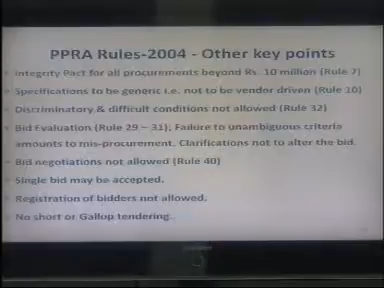 PPRA Rules-2004 - Other key points
Integrity Pact for all procurements beyond Rs. 10 million (Rule 7)
Specifications to be generic i.e. not to be vendor driven (Rule 10)
Discriminatory & difficult conditions not allowed (Rule 32)
Bid Evaluation (Rule 29 – 31); Failure to unambiguous criteria
amounts to mis-procurement. Clarifications not to alter the bid.
Bid negotiations not allowed (Rule 40)
Single bid may be accepted.
Registration of bidders not allowed.
No short or Gallop tendering.